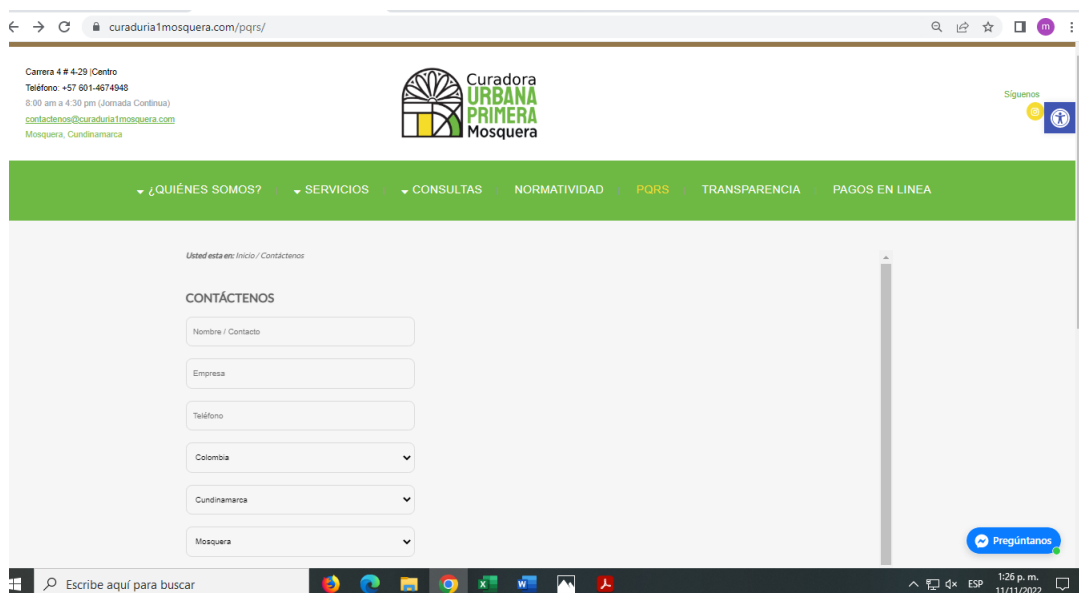 curaduria1mosquera.com/pqrs/
m
Carrera 4 # 4-29 |Centro
Teléfono: +57 601-4674948
8:00 am a 4:30 pm (Jornada Continua)
contactenos@curaduria1mosquera.com
Mosquera, Cundinamarca
Curadora
URBANA
PRIMERA
Mosquera
Síguenos
¿QUIÉNES SOMOS? SERVICIOS CONSULTAS NORMATIVIDAD PQRS TRANSPARENCIA PAGOS EN LINEA
Usted esta en: Inicio / Contáctenos
CONTÁCTENOS
Nombre / Contacto
Empresa
Teléfono
Colombia
Cundinamarca
Mosquera
Pregúntanos
Escribe aquí para buscar
ESP
1:26 p. m.
11/11/2022